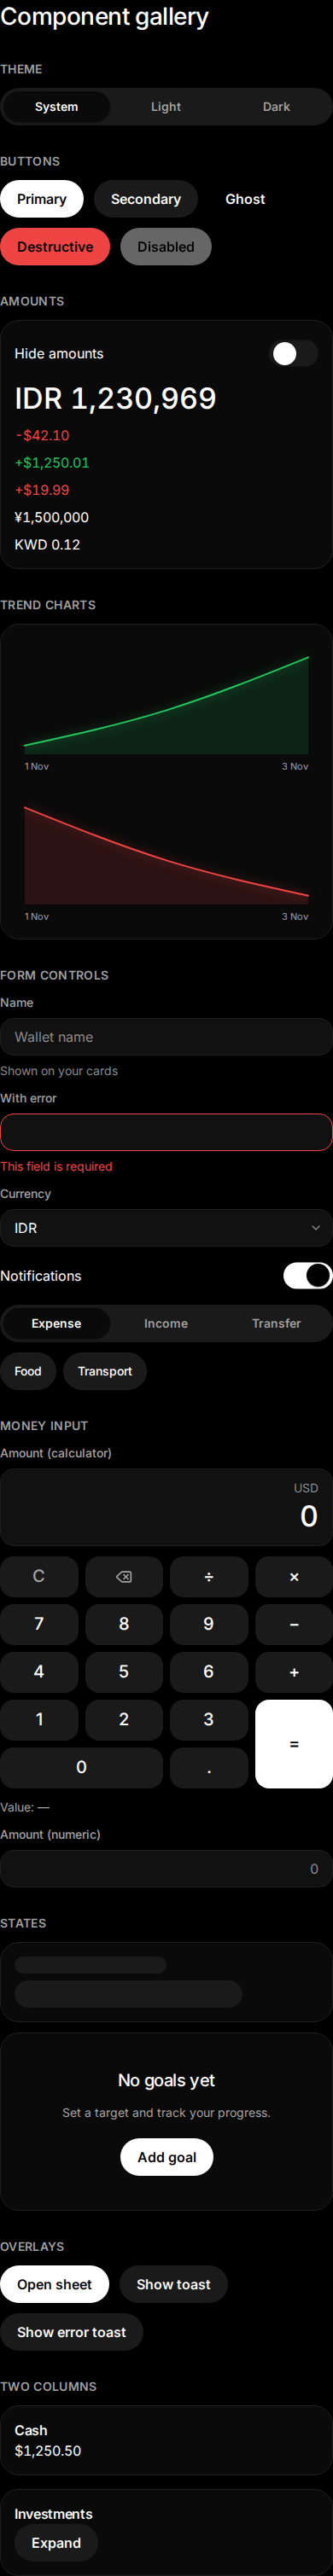 Component gallery
THEME
System Light Dark
BUTTONS
Primary Secondary Ghost
Destructive Disabled
AMOUNTS
Hide amounts
IDR 1,230,969
-$42.10
+$1,250.01
+$19.99
¥1,500,000
KWD 0.12
TREND CHARTS
1 Nov 3 Nov
1 Nov 3 Nov
FORM CONTROLS
Name
Wallet name
Shown on your cards
With error
This field is required
Currency
IDR
Notifications
Expense Income Transfer
Food Transport
MONEY INPUT
Amount (calculator)
USD
0
C ÷ ×
7 8 9 −
4 5 6 +
1 2 3 =
0 .
Value: —
Amount (numeric)
0
STATES
No goals yet
Set a target and track your progress.
Add goal
OVERLAYS
Open sheet Show toast
Show error toast
TWO COLUMNS
Cash
$1,250.50
Investments
Expand